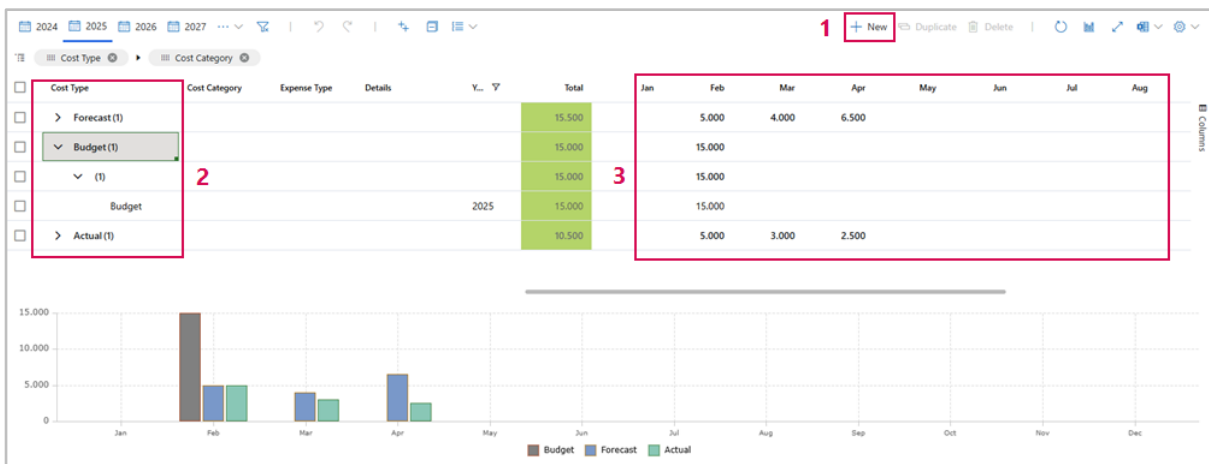 2024 2025 2026 2027 ... 1 + New Duplicate Delete
Cost Type Cost Category
Cost Type Cost Category Expense Type Details Y... Total Jan Feb Mar Apr May Jun Jul Aug
Forecast (1) 15.500 5.000 4.000 6.500
Budget (1) 15.000 15.000
(1) 15.000 15.000
2 3
Budget 2025 15.000 15.000
Actual (1) 10.500 5.000 3.000 2.500
Columns
15.000
10.000
5.000
0
Jan Feb Mar Apr May Jun Jul Aug Sep Oct Nov Dec
Budget Forecast Actual